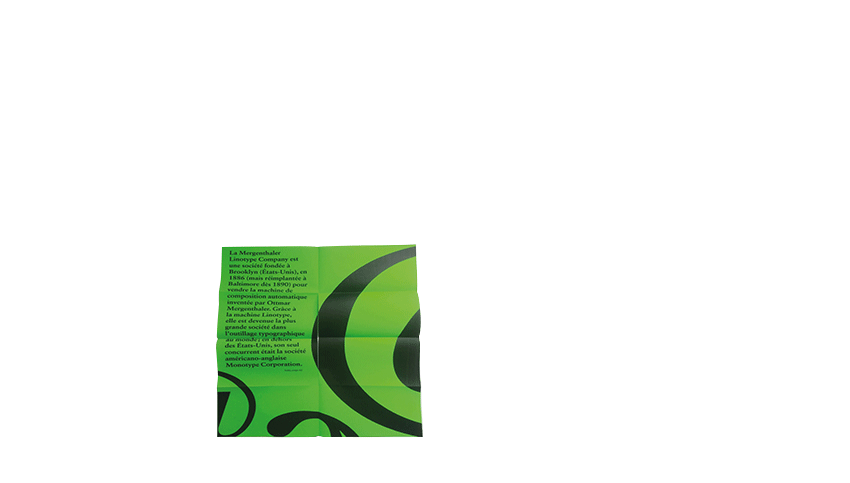 La Mergenthaler
Linotype Company est
une société fondée à
Brooklyn (États-Unis), en
1886 (mais réimplantée à
Baltimore dès 1890) pour
vendre la machine de
composition automatique
inventée par Ottmar
Mergenthaler. Grâce à
la machine Linotype,
elle est devenue la plus
grande société dans
l'outillage typographique
au monde; en dehors
des États-Unis, son seul
concurrent était la société
américano-anglaise
Monotype Corporation.